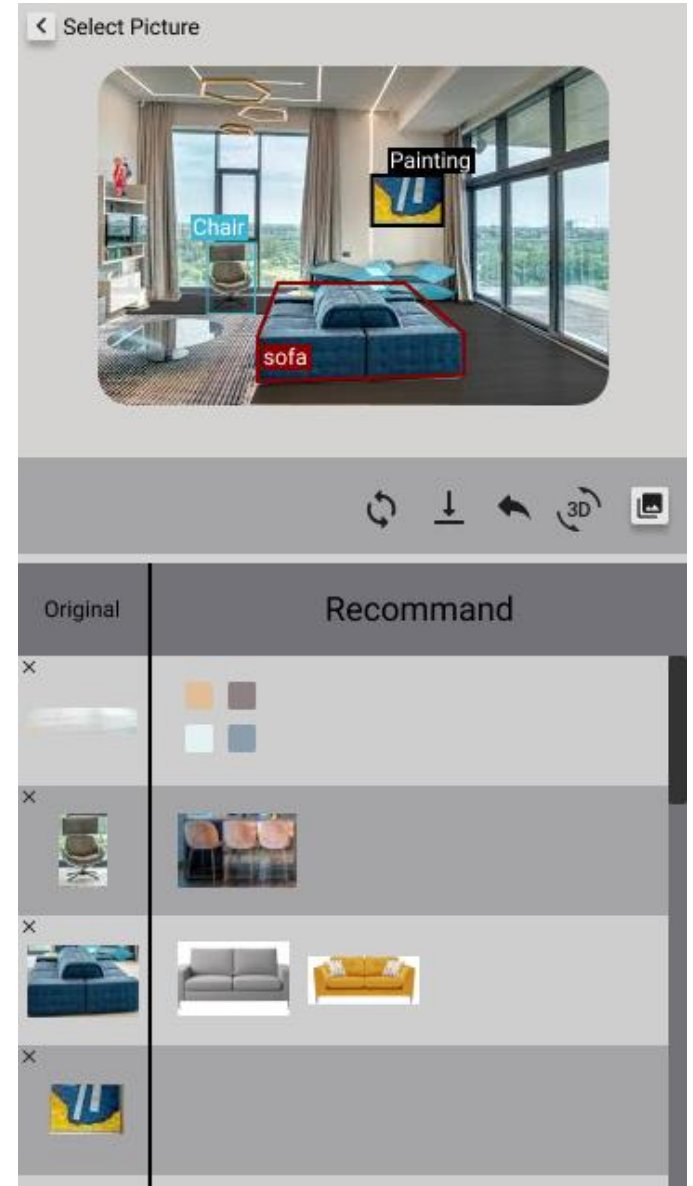 Select Picture
Painting
Chair
sofa
3D
Original
Recommand